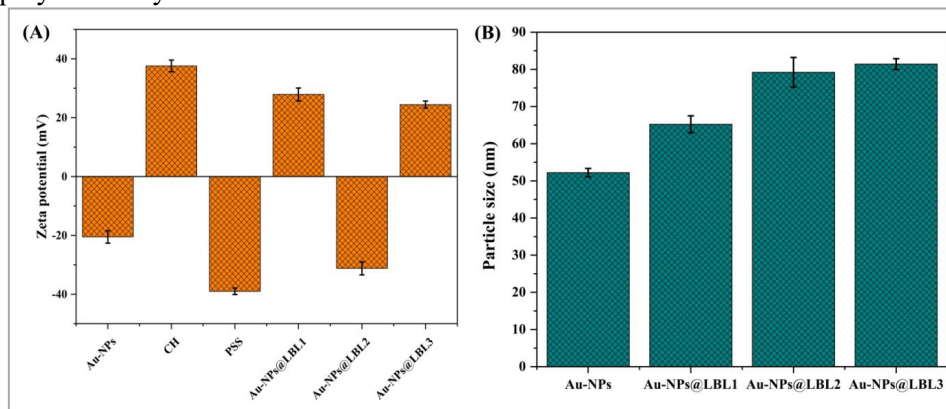 (A)
40
20
0
-20
-40
Zeta potential (mV)
Au-NPs
CH
PSS
Au-NPs@LBL1
Au-NPs@LBL2
Au-NPs@LBL3
(B)
90
80
70
60
50
40
30
20
10
0
Particle size (nm)
Au-NPs
Au-NPs@LBL1
Au-NPs@LBL2
Au-NPs@LBL3